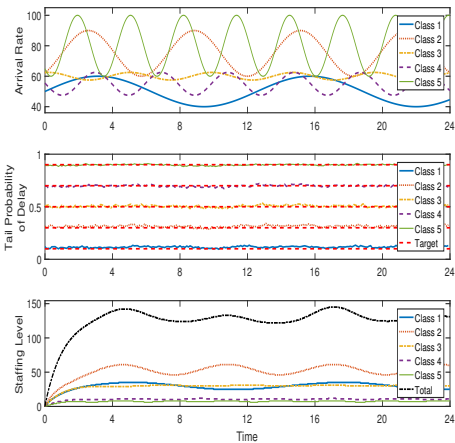 Arrival Rate
100
80
60
40
0
4
8
12
16
20
24
Class 1
Class 2
Class 3
Class 4
Class 5
Tail Probability
of Delay
1
0.5
0
0
4
8
12
16
20
24
Class 1
Class 2
Class 3
Class 4
Class 5
Target
Staffing Level
150
100
50
0
0
4
8
12
16
20
24
Class 1
Class 2
Class 3
Class 4
Class 5
Total
Time